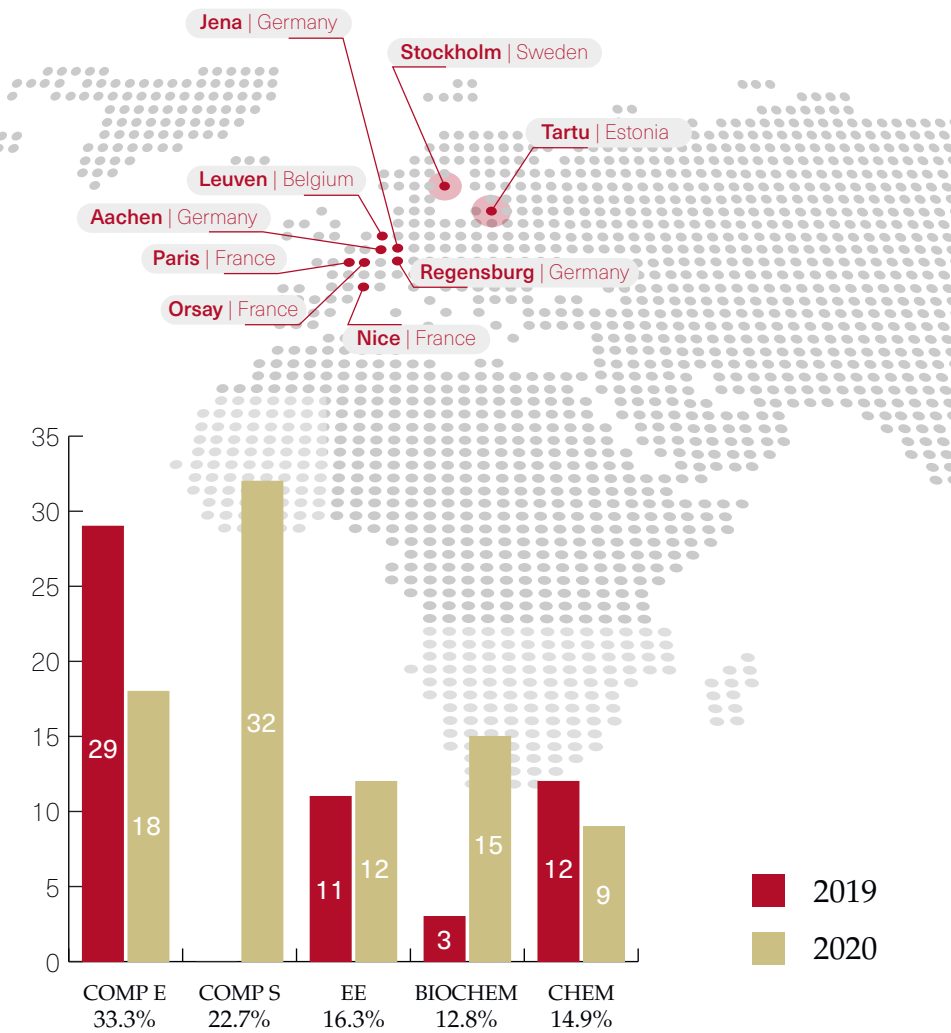 Jena | Germany
Stockholm | Sweden
Tartu | Estonia
Leuven | Belgium
Aachen | Germany
Paris | France
Regensburg | Germany
Orsay | France
Nice | France
35
30
25
20
15
10
5
0
29
18
32
11
12
3
15
12
9
2019
2020
COMP E
33.3%
COMP S
22.7%
EE
16.3%
BIOCHEM
12.8%
CHEM
14.9%